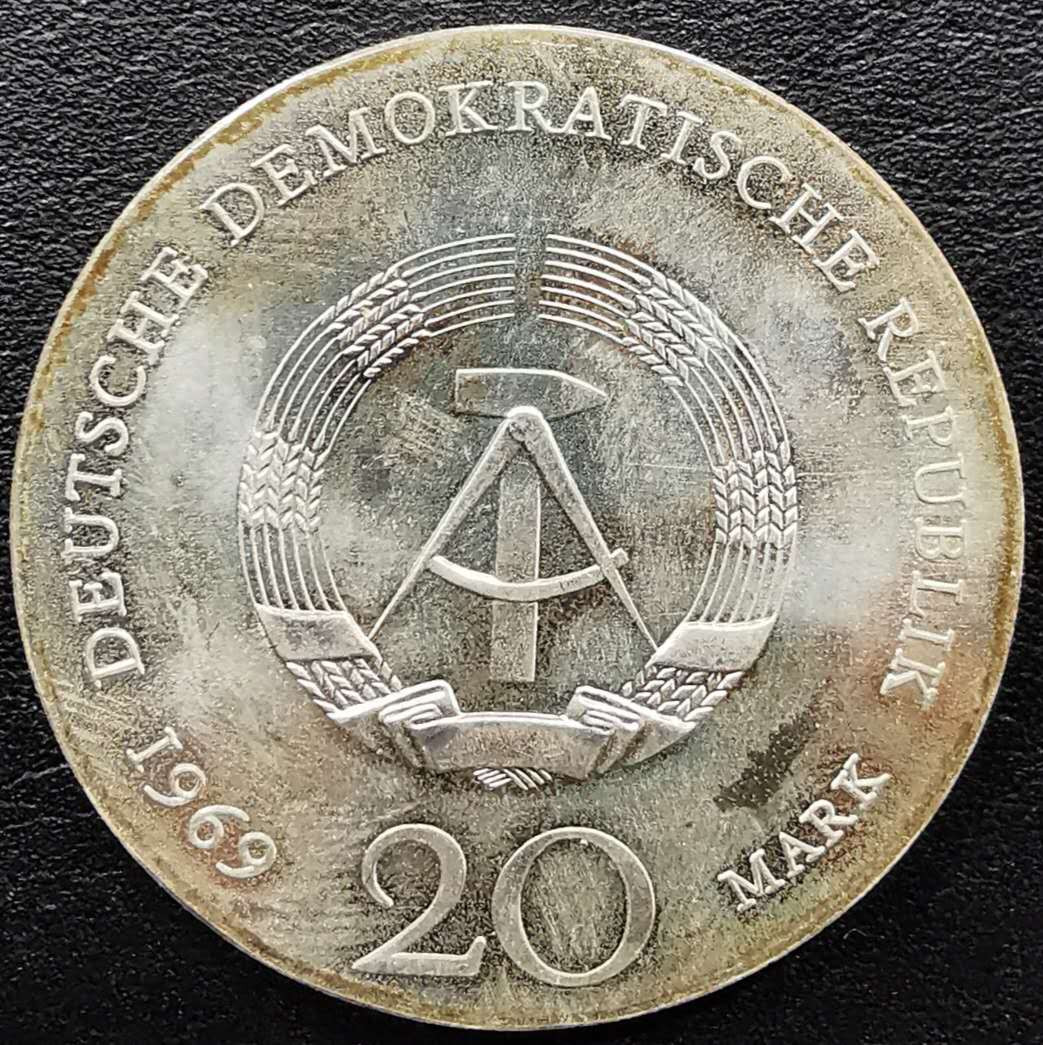 DEUTSCHE DEMOKRATISCHE REPUBLIK
1969
20
MARK